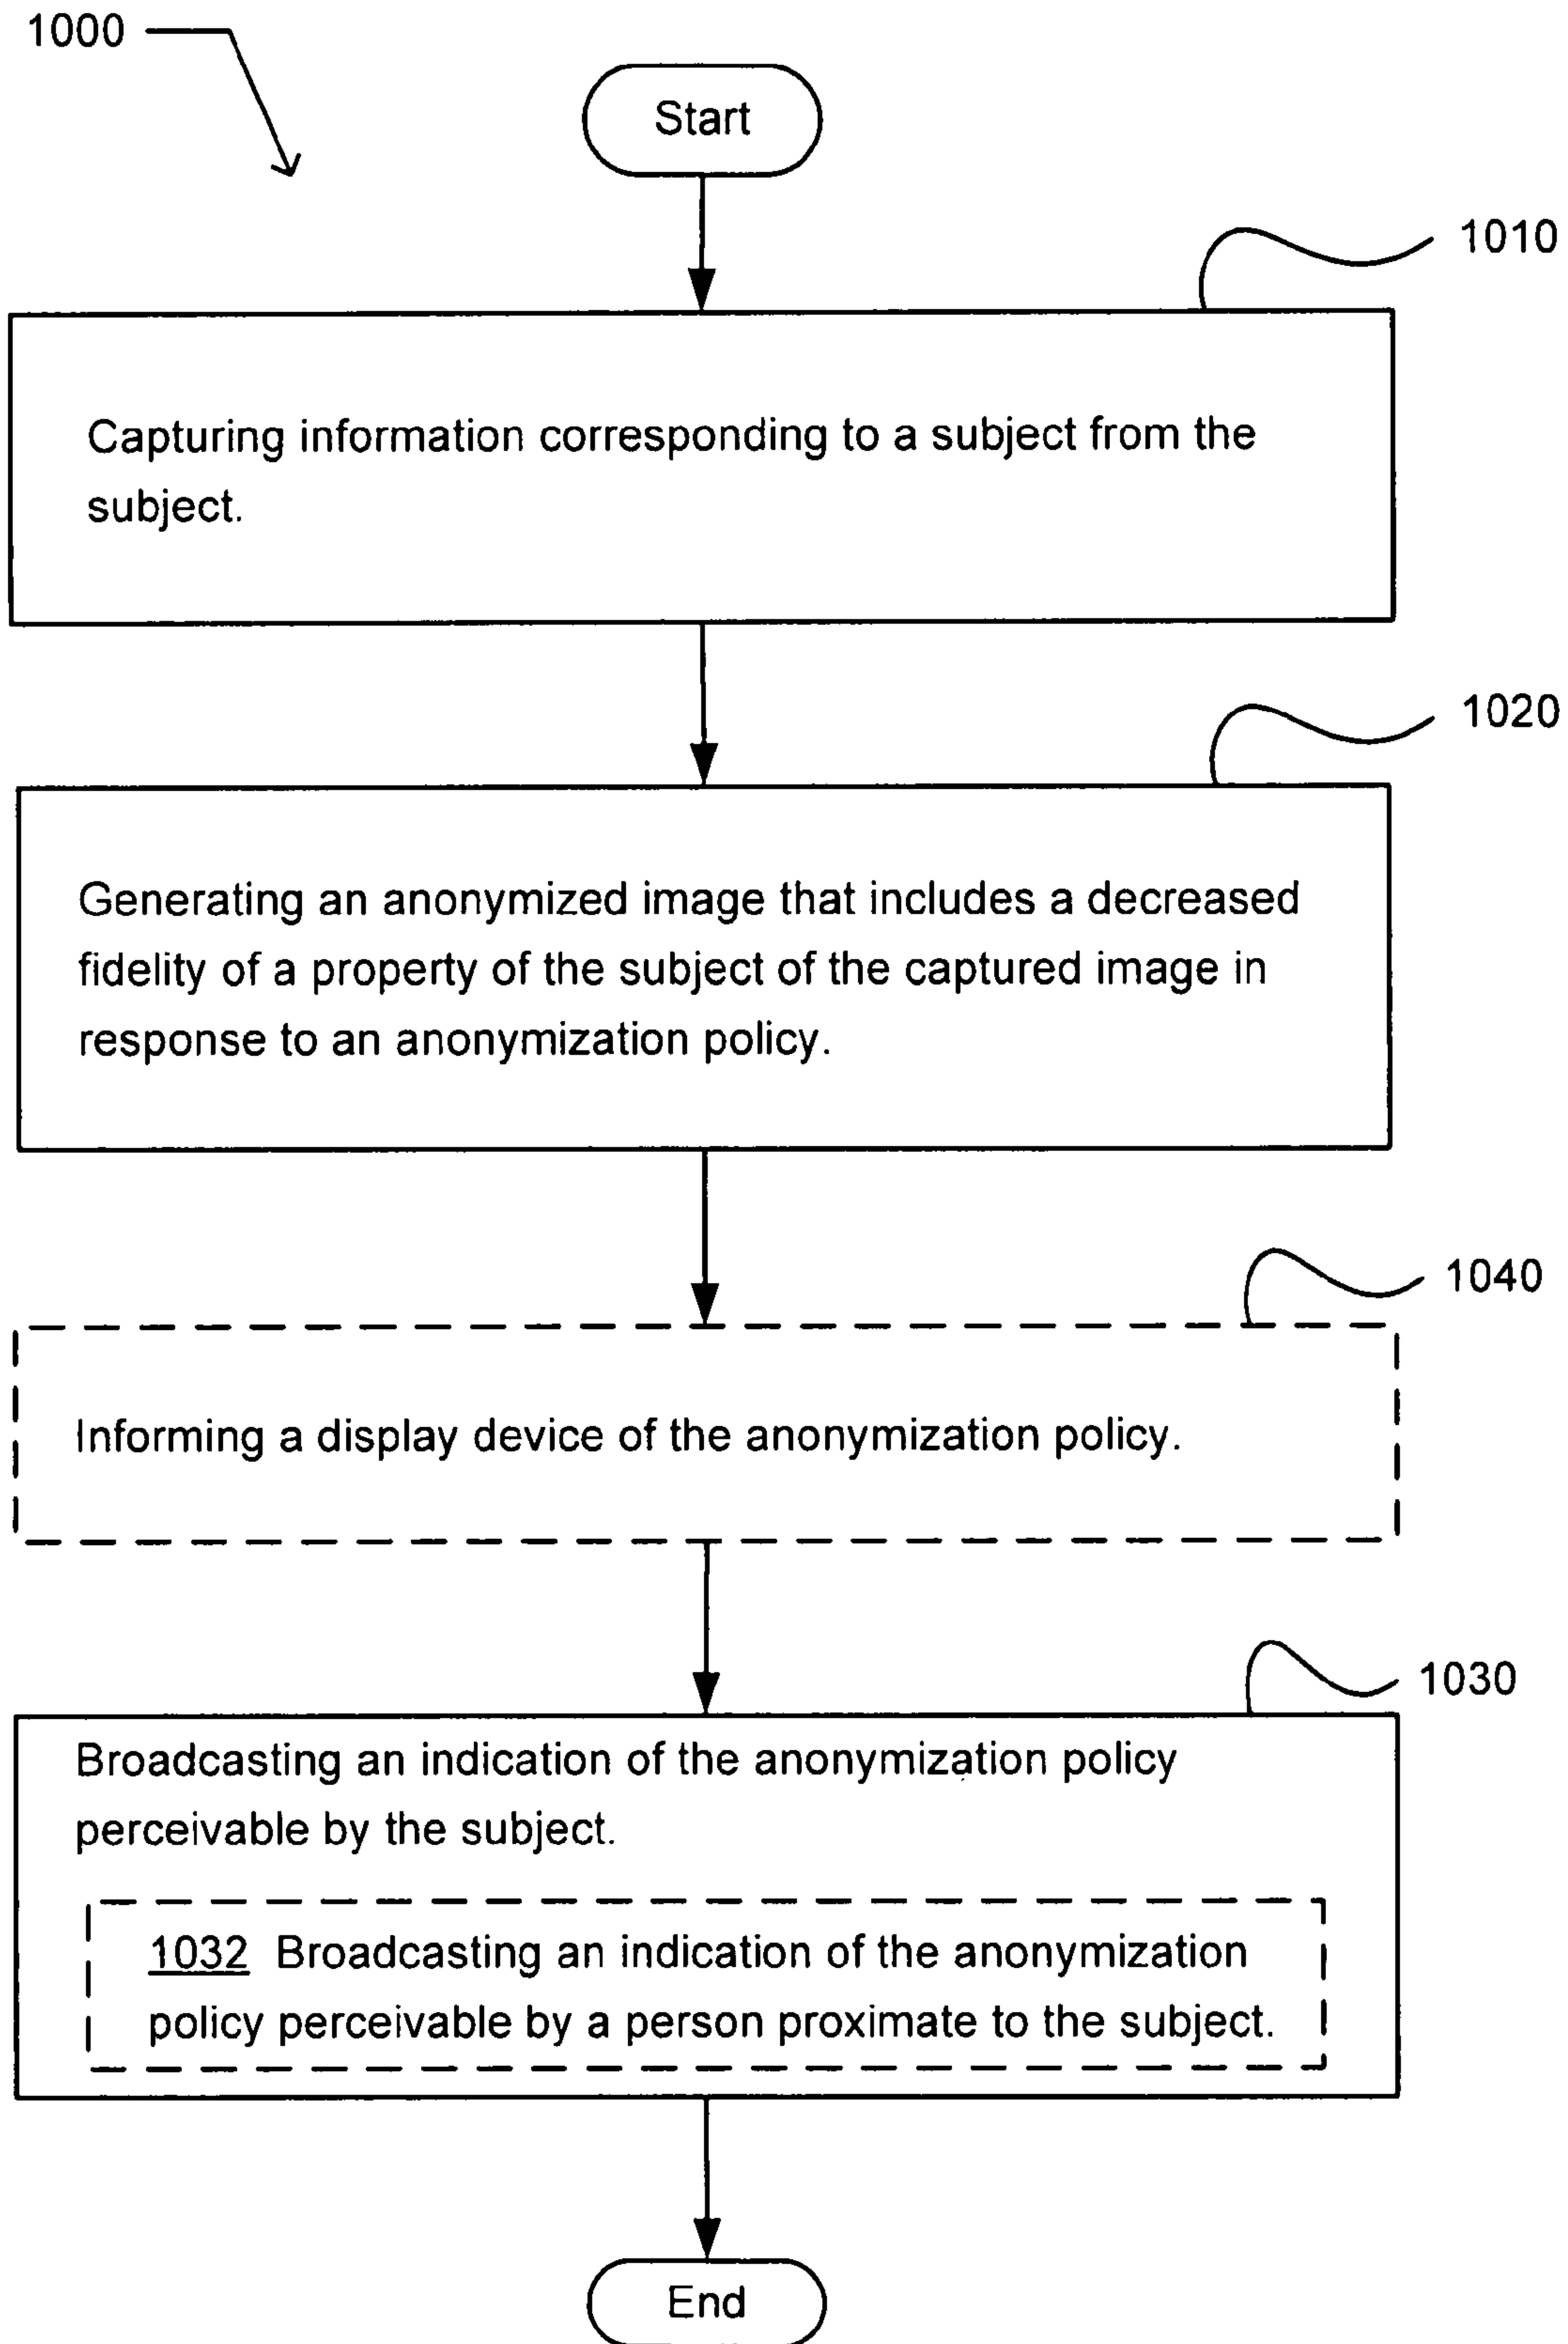 1000
Start
1010
Capturing information corresponding to a subject from the
subject.
1020
Generating an anonymized image that includes a decreased
fidelity of a property of the subject of the captured image in
response to an anonymization policy.
1040
Informing a display device of the anonymization policy.
1030
Broadcasting an indication of the anonymization policy
perceivable by the subject.
1032 Broadcasting an indication of the anonymization
policy perceivable by a person proximate to the subject.
End